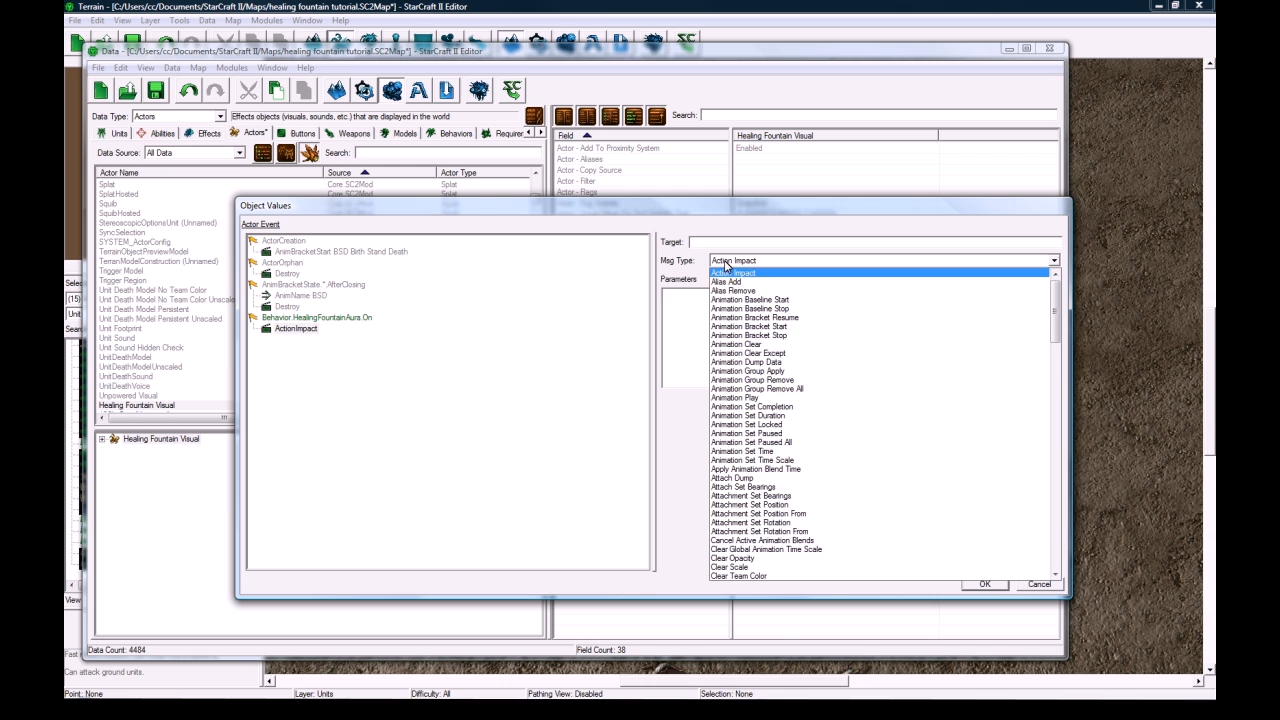 Terrain - [C:/Users/cc/Documents/StarCraft II/Maps/healing fountain tutorial.SC2Map*] - StarCraft II Editor
File Edit View Layer Tools Data Map Modules Window Help
Data - [C:/Users/cc/Documents/StarCraft II/Maps/healing fountain tutorial.SC2Map*] - StarCraft II Editor
File Edit View Data Map Modules Window Help
Data Type: Actors Effects objects (visuals, sounds, etc.) that are displayed in the world
Search:
Units Abilities Effects Actors* Buttons Weapons Models Behaviors Requirer
Data Source: All Data Search:
Actor Name Source Actor Type
Splat Core.SC2Mod Splat
SplatHosted Core.SC2Mod Splat
Squib
SquibHosted
StereoscopicOptionsUnit (Unnamed)
SyncSelection
SYSTEM_ActorConfig
TerrainObjectPreviewModel
TerranModelConstruction (Unnamed)
Trigger Model
Trigger Region
Unit Death Model No Team Color
Unit Death Model No Team Color Unscale
Unit Death Model Persistent
Unit Death Model Persistent Unscaled
Unit Footprint
Unit Sound
Unit Sound Hidden Check
UnitDeathModel
UnitDeathModelUnscaled
UnitDeathSound
UnitDeathVoice
Unpowered Visual
Healing Fountain Visual
Healing Fountain Visual
Field Healing Fountain Visual
Actor - Add To Proximity System Enabled
Actor - Aliases
Actor - Copy Source
Actor - Filter
Actor - Flags
Object Values
Actor Event
ActorCreation
AnimBracketStart BSD Birth Stand Death
ActorOrphan
Destroy
AnimBracketState.*.AfterClosing
AnimName BSD
Destroy
Behavior.HealingFountainAura.On
ActionImpact
Target:
Msg Type: Action Impact
Parameters
Action Impact
Alias Add
Alias Remove
Animation Baseline Start
Animation Baseline Stop
Animation Bracket Resume
Animation Bracket Start
Animation Bracket Stop
Animation Clear
Animation Clear Except
Animation Dump Data
Animation Group Apply
Animation Group Remove
Animation Group Remove All
Animation Play
Animation Set Completion
Animation Set Duration
Animation Set Locked
Animation Set Paused
Animation Set Paused All
Animation Set Time
Animation Set Time Scale
Apply Animation Blend Time
Attach Dump
Attach Set Bearings
Attachment Set Bearings
Attachment Set Position
Attachment Set Position From
Attachment Set Rotation
Attachment Set Rotation From
Cancel Active Animation Blends
Clear Global Animation Time Scale
Clear Opacity
Clear Scale
Clear Team Color
OK Cancel
Data Count: 4484 Field Count: 38
Can attack ground units.
Point: None Layer: Units Difficulty: All Pathing View: Disabled Selection: None